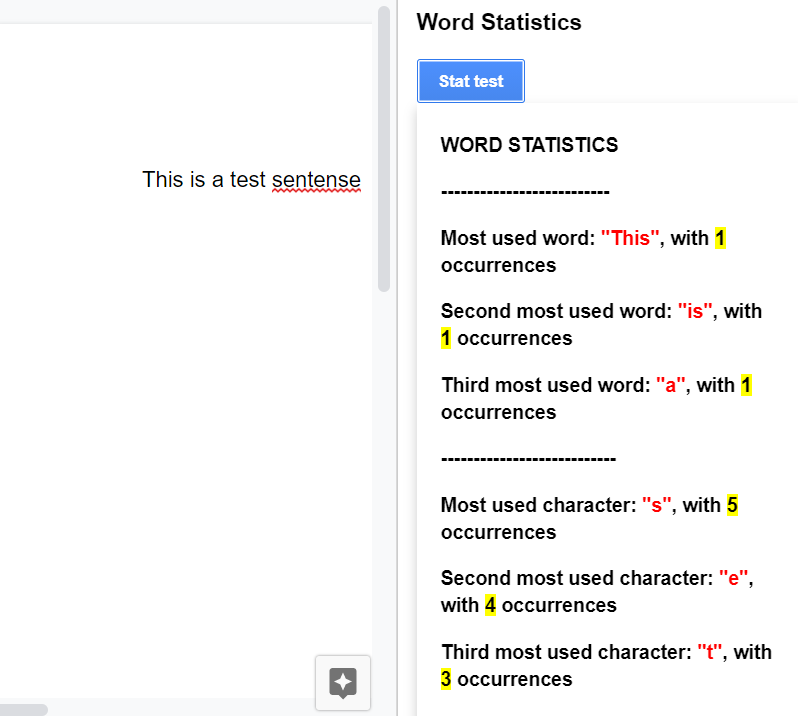 This is a test sentense
Word Statistics
Stat test
WORD STATISTICS
--------------------------
Most used word: "This", with 1
occurrences
Second most used word: "is", with
1 occurrences
Third most used word: "a", with 1
occurrences
---------------------------
Most used character: "s", with 5
occurrences
Second most used character: "e",
with 4 occurrences
Third most used character: "t", with
3 occurrences